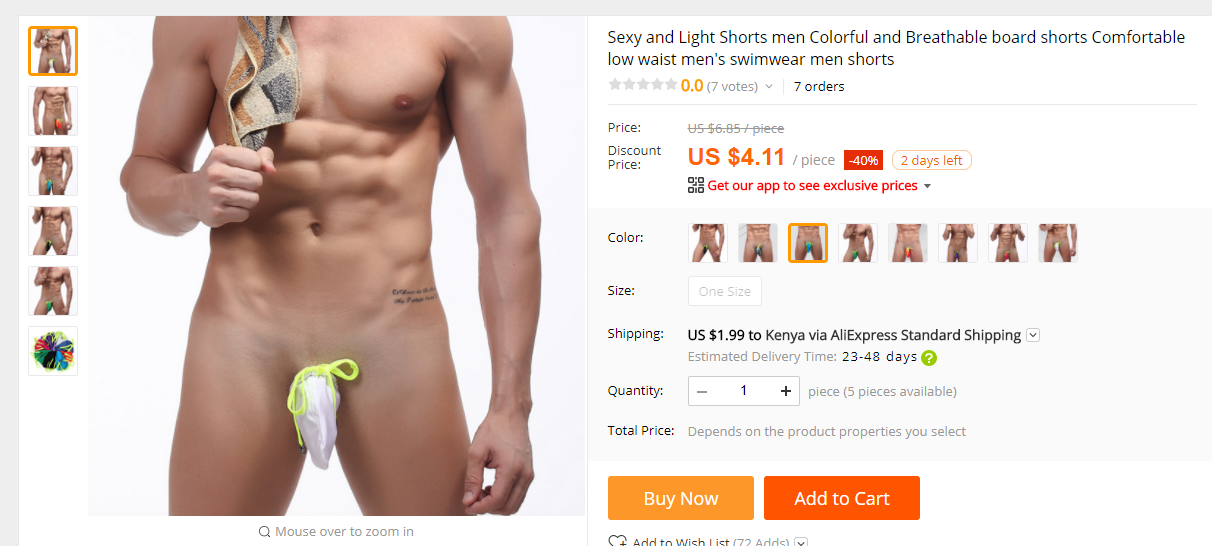 Sexy and Light Shorts men Colorful and Breathable board shorts Comfortable
low waist men's swimwear men shorts
0.0 (7 votes) 7 orders
Price: US $6.85 / piece
Discount Price: US $4.11 / piece -40% 2 days left
Get our app to see exclusive prices
Color:
Size: One Size
Shipping: US $1.99 to Kenya via AliExpress Standard Shipping
Estimated Delivery Time: 23-48 days ?
Quantity: – 1 + piece (5 pieces available)
Total Price: Depends on the product properties you select
Buy Now Add to Cart
Mouse over to zoom in
Add to Wish List (72 Adds)